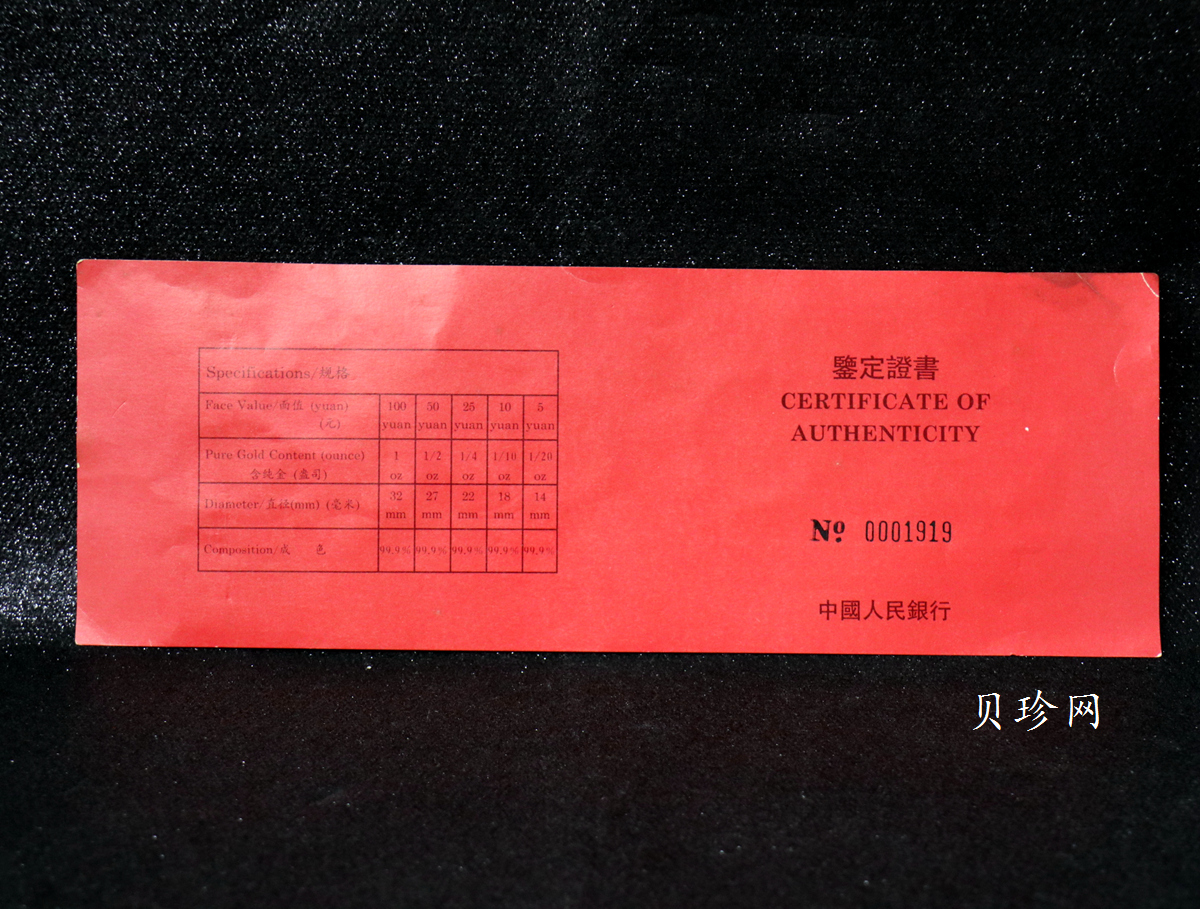 Specifications/规格
Face Value/面值 (yuan) 100 50 25 10 5
(元) yuan yuan yuan yuan yuan
Pure Gold Content (ounce) 1 1/2 1/4 1/10 1/20
含纯金 (盎司) oz oz oz oz oz
Diameter/直径(mm) (毫米) 32 27 22 18 14
mm mm mm mm mm
Composition/成 色 99.9% 99.9% 99.9% 99.9% 99.9%
鑒定證書
CERTIFICATE OF
AUTHENTICITY
No 0001919
中國人民銀行
贝珍网